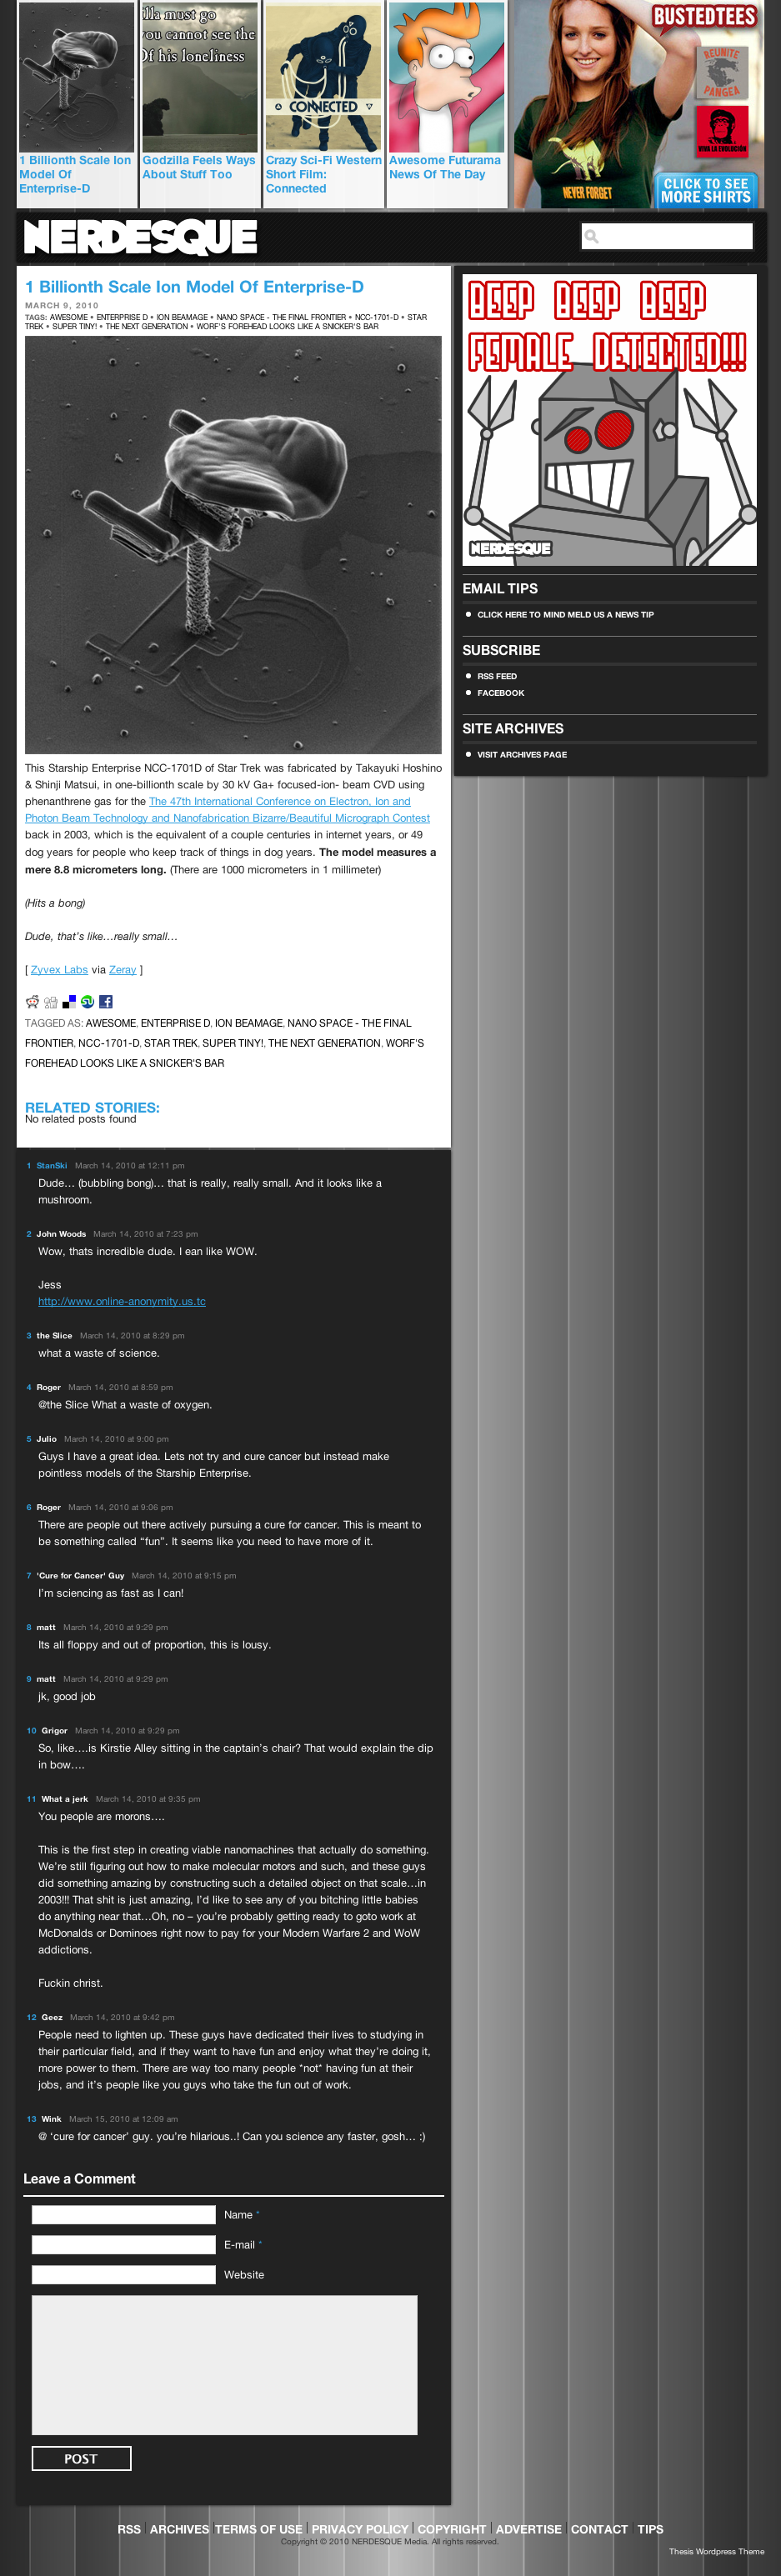 illa must go
you cannot see the
Of his loneliness
CONNECTED
BUSTEDTEES
REUNITE
PANGEA
VIVA LA EVOLUCIÓN
NEVER FORGET
CLICK TO SEE
MORE SHIRTS
1 Billionth Scale Ion
Model Of
Enterprise-D
Godzilla Feels Ways
About Stuff Too
Crazy Sci-Fi Western
Short Film:
Connected
Awesome Futurama
News Of The Day
NERDESQUE
1 Billionth Scale Ion Model Of Enterprise-D
MARCH 9, 2010
TAGS: AWESOME • ENTERPRISE D • ION BEAMAGE • NANO SPACE - THE FINAL FRONTIER • NCC-1701-D • STAR
TREK • SUPER TINY! • THE NEXT GENERATION • WORF'S FOREHEAD LOOKS LIKE A SNICKER'S BAR
This Starship Enterprise NCC-1701D of Star Trek was fabricated by Takayuki Hoshino
& Shinji Matsui, in one-billionth scale by 30 kV Ga+ focused-ion- beam CVD using
phenanthrene gas for the The 47th International Conference on Electron, Ion and
Photon Beam Technology and Nanofabrication Bizarre/Beautiful Micrograph Contest
back in 2003, which is the equivalent of a couple centuries in internet years, or 49
dog years for people who keep track of things in dog years. The model measures a
mere 8.8 micrometers long. (There are 1000 micrometers in 1 millimeter)
(Hits a bong)
Dude, that's like…really small…
[ Zyvex Labs via Zeray ]
TAGGED AS: AWESOME, ENTERPRISE D, ION BEAMAGE, NANO SPACE - THE FINAL
FRONTIER, NCC-1701-D, STAR TREK, SUPER TINY!, THE NEXT GENERATION, WORF'S
FOREHEAD LOOKS LIKE A SNICKER'S BAR
RELATED STORIES:
No related posts found
1 StanSki March 14, 2010 at 12:11 pm
Dude… (bubbling bong)… that is really, really small. And it looks like a
mushroom.
2 John Woods March 14, 2010 at 7:23 pm
Wow, thats incredible dude. I ean like WOW.
Jess
http://www.online-anonymity.us.tc
3 the Slice March 14, 2010 at 8:29 pm
what a waste of science.
4 Roger March 14, 2010 at 8:59 pm
@the Slice What a waste of oxygen.
5 Julio March 14, 2010 at 9:00 pm
Guys I have a great idea. Lets not try and cure cancer but instead make
pointless models of the Starship Enterprise.
6 Roger March 14, 2010 at 9:06 pm
There are people out there actively pursuing a cure for cancer. This is meant to
be something called "fun". It seems like you need to have more of it.
7 'Cure for Cancer' Guy March 14, 2010 at 9:15 pm
I'm sciencing as fast as I can!
8 matt March 14, 2010 at 9:29 pm
Its all floppy and out of proportion, this is lousy.
9 matt March 14, 2010 at 9:29 pm
jk, good job
10 Grigor March 14, 2010 at 9:29 pm
So, like….is Kirstie Alley sitting in the captain's chair? That would explain the dip
in bow….
11 What a jerk March 14, 2010 at 9:35 pm
You people are morons….
This is the first step in creating viable nanomachines that actually do something.
We're still figuring out how to make molecular motors and such, and these guys
did something amazing by constructing such a detailed object on that scale…in
2003!!! That shit is just amazing, I'd like to see any of you bitching little babies
do anything near that…Oh, no – you're probably getting ready to goto work at
McDonalds or Dominoes right now to pay for your Modern Warfare 2 and WoW
addictions.
Fuckin christ.
12 Geez March 14, 2010 at 9:42 pm
People need to lighten up. These guys have dedicated their lives to studying in
their particular field, and if they want to have fun and enjoy what they're doing it,
more power to them. There are way too many people *not* having fun at their
jobs, and it's people like you guys who take the fun out of work.
13 Wink March 15, 2010 at 12:09 am
@ 'cure for cancer' guy. you're hilarious..! Can you science any faster, gosh… :)
Leave a Comment
Name *
E-mail *
Website
POST
BEEP BEEP BEEP
FEMALE DETECTED!!!
NERDESQUE
EMAIL TIPS
CLICK HERE TO MIND MELD US A NEWS TIP
SUBSCRIBE
RSS FEED
FACEBOOK
SITE ARCHIVES
VISIT ARCHIVES PAGE
RSS | ARCHIVES | TERMS OF USE | PRIVACY POLICY | COPYRIGHT | ADVERTISE | CONTACT | TIPS
Copyright © 2010 NERDESQUE Media. All rights reserved.
Thesis Wordpress Theme